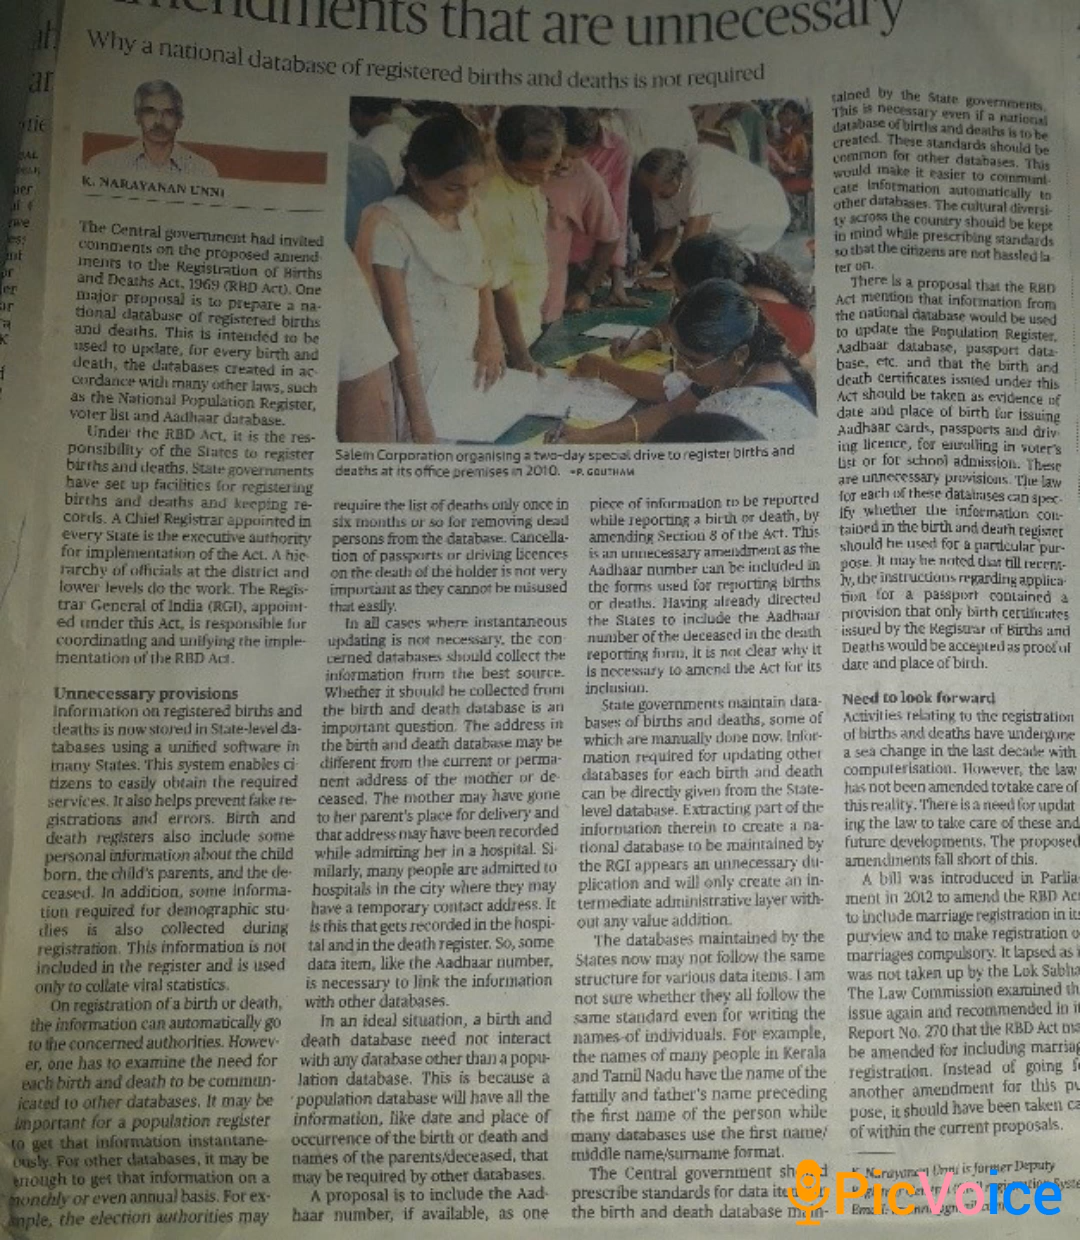 that are unnecessary
Why a national database of registered births and deaths is not required
K. NARAYANAN UNNI
The Central government had invited
comments on the proposed amend-
ments to the Registration of Births
and Deaths Act, 1969 (RBD Act). One
major proposal is to prepare a na-
tional database of registered births
and deaths. This is intended to be
used to update, for every birth and
death, the databases created in ac-
cordance with many other laws, such
as the National Population Register,
voter list and Aadhaar database.
Under the RBD Act, it is the res-
ponsibility of the States to register
births and deaths. State governments
have set up facilities for registering
births and deaths and keeping re-
cords. A Chief Registrar appointed in
every State is the executive authority
for implementation of the Act. A hie-
rarchy of officials at the district and
lower levels do the work. The Regis-
trar General of India (RGI), appoint-
ed under this Act, is responsible for
coordinating and unifying the imple-
mentation of the RBD Act.
Unnecessary provisions
Information on registered births and
deaths is now stored in State-level da-
tabases using a unified software in
many States. This system enables ci-
tizens to easily obtain the required
services. It also helps prevent fake re-
gistrations and errors. Birth and
death registers also include some
personal information about the child
born, the child's parents, and the de-
ceased. In addition, some informa-
tion required for demographic stu-
dies is also collected during
registration. This information is not
included in the register and is used
only to collate vital statistics.
On registration of a birth or death,
the information can automatically go
to the concerned authorities. Howev-
er, one has to examine the need for
each birth and death to be commun-
icated to other databases. It may be
important for a population register
to get that information instantane-
ously. For other databases, it may be
enough to get that information on a
monthly or even annual basis. For ex-
ample, the election authorities may
Salem Corporation organising a two-day special drive to register births and
deaths at its office premises in 2010. •P. GOUTHAM
require the list of deaths only once in
six months or so for removing dead
persons from the database. Cancella-
tion of passports or driving licences
on the death of the holder is not very
important as they cannot be misused
that easily.
In all cases where instantaneous
updating is not necessary, the con-
cerned databases should collect the
information from the best source.
Whether it should be collected from
the birth and death database is an
important question. The address in
the birth and death database may be
different from the current or perma-
nent address of the mother or de-
ceased. The mother may have gone
to her parent's place for delivery and
that address may have been recorded
while admitting her in a hospital. Si-
milarly, many people are admitted to
hospitals in the city where they may
have a temporary contact address. It
is this that gets recorded in the hospi-
tal and in the death register. So, some
data item, like the Aadhaar number,
is necessary to link the information
with other databases.
In an ideal situation, a birth and
death database need not interact
with any database other than a popu-
lation database. This is because a
population database will have all the
information, like date and place of
occurrence of the birth or death and
names of the parents/deceased, that
may be required by other databases.
A proposal is to include the Aad-
haar number, if available, as one
piece of information to be reported
while reporting a birth or death, by
amending Section 8 of the Act. This
is an unnecessary amendment as the
Aadhaar number can be included in
the forms used for reporting births
or deaths. Having already directed
the States to include the Aadhaar
number of the deceased in the death
reporting form, it is not clear why it
is necessary to amend the Act for its
inclusion.
State governments maintain data-
bases of births and deaths, some of
which are manually done now. Infor-
mation required for updating other
databases for each birth and death
can be directly given from the State-
level database. Extracting part of the
information therein to create a na-
tional database to be maintained by
the RGI appears an unnecessary du-
plication and will only create an in-
termediate administrative layer with-
out any value addition.
The databases maintained by the
States now may not follow the same
structure for various data items. I am
not sure whether they all follow the
same standard even for writing the
names of individuals. For example,
the names of many people in Kerala
and Tamil Nadu have the name of the
family and father's name preceding
the first name of the person while
many databases use the first name/
middle name/surname format.
The Central government should
prescribe standards for data items in
the birth and death database main-
tained by the State governments.
This is necessary even if a national
database of births and deaths is to be
created. These standards should be
common for other databases. This
would make it easier to communi-
cate information automatically to
other databases. The cultural diversi-
ty across the country should be kept
in mind while prescribing standards
so that the citizens are not hassled la-
ter on.
There is a proposal that the RBD
Act mention that information from
the national database would be used
to update the Population Register,
Aadhaar database, passport data-
base, etc. and that the birth and
death certificates issued under this
Act should be taken as evidence of
date and place of birth for issuing
Aadhaar cards, passports and driv-
ing licence, for enrolling in voter's
list or for school admission. These
are unnecessary provisions. The law
for each of these databases can spec-
ify whether the information con-
tained in the birth and death register
should be used for a particular pur-
pose. It may be noted that till recent-
ly, the instructions regarding applica-
tion for a passport contained a
provision that only birth certificates
issued by the Registrar of Births and
Deaths would be accepted as proof of
date and place of birth.
Need to look forward
Activities relating to the registration
of births and deaths have undergone
a sea change in the last decade with
computerisation. However, the law
has not been amended to take care of
this reality. There is a need for updat
ing the law to take care of these and
future developments. The proposed
amendments fall short of this.
A bill was introduced in Parlia
ment in 2012 to amend the RBD Act
to include marriage registration in its
purview and to make registration o
marriages compulsory. It lapsed as i
was not taken up by the Lok Sabha
The Law Commission examined th
issue again and recommended in i
Report No. 270 that the RBD Act ma
be amended for including marriag
registration. Instead of going f
another amendment for this pu
pose, it should have been taken ca
of within the current proposals.
K. Narayanan Unni is former Deputy
PicVoice